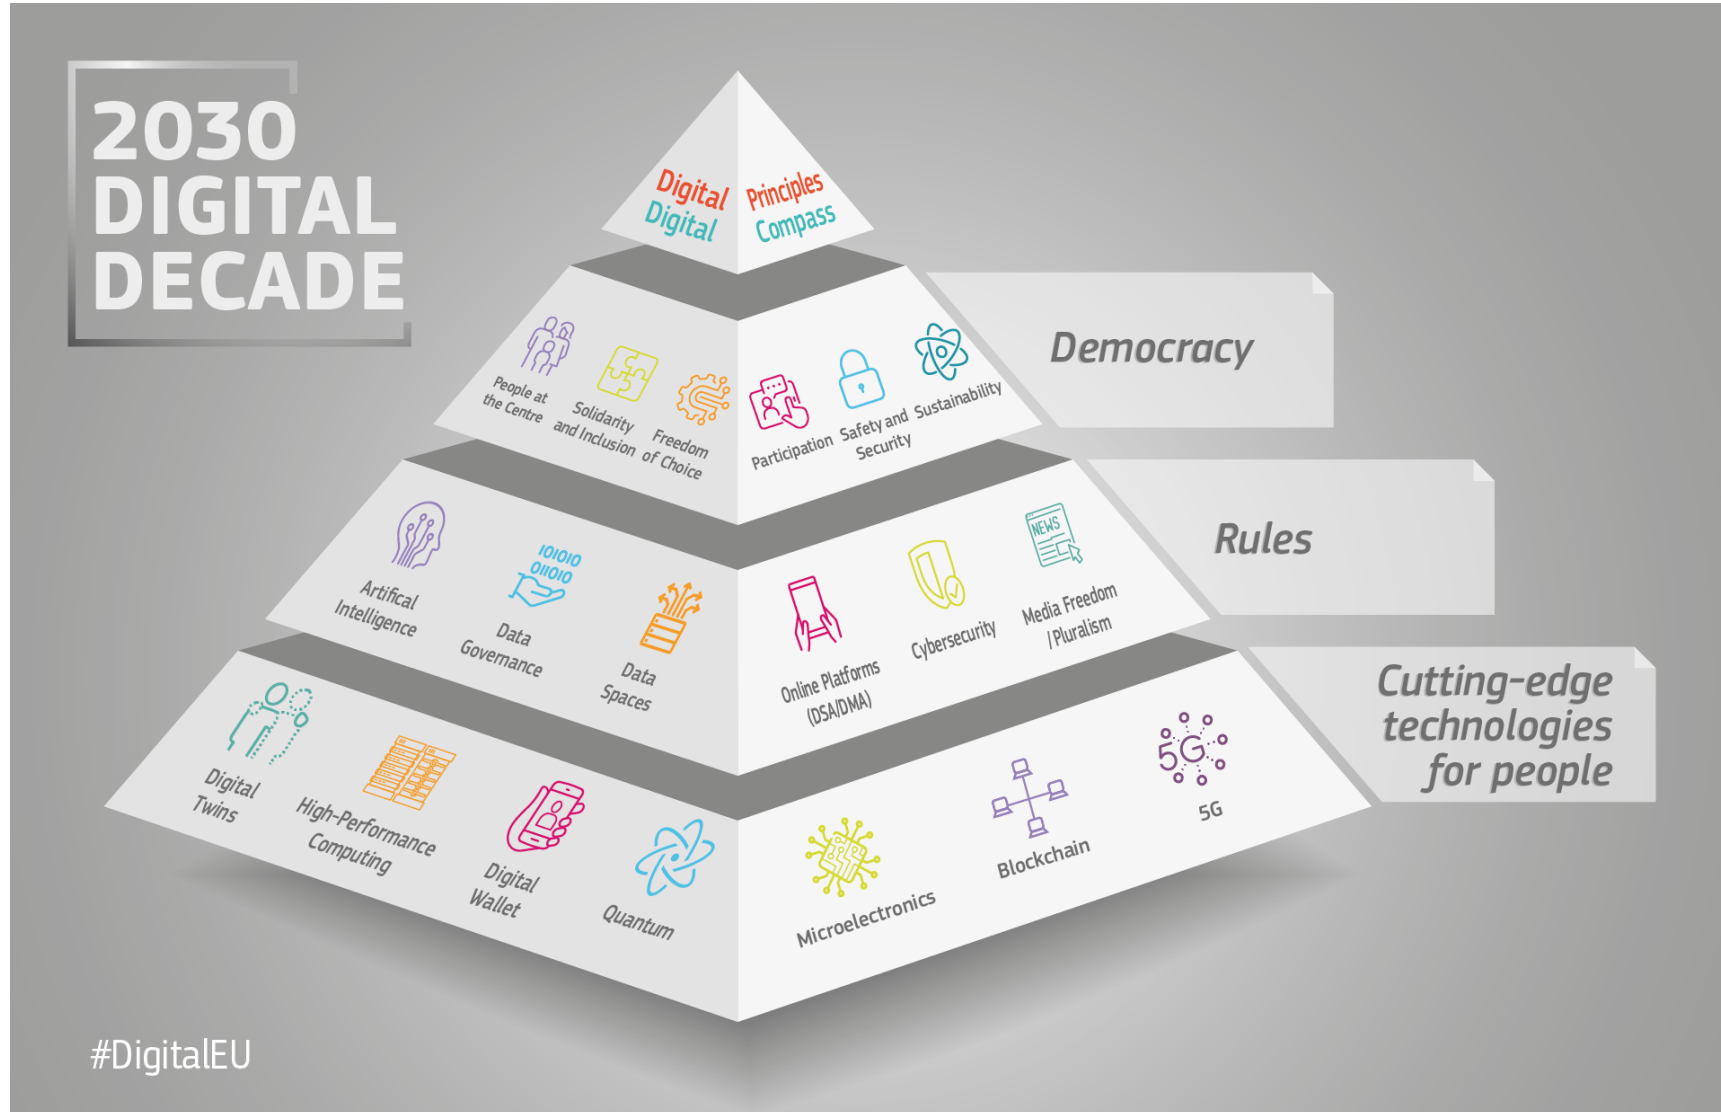 2030
DIGITAL
DECADE
Digital Principles
Digital Compass
Democracy
People at
the Centre
Solidarity
and Inclusion
Freedom
of Choice
Participation
Safety and
Security
Sustainability
Rules
Artifical
Intelligence
101010
011010
Data
Governance
Data
Spaces
Online Platforms
(DSA/DMA)
Cybersecurity
NEWS
Media Freedom
/Pluralism
Cutting-edge
technologies
for people
Digital
Twins
High-Performance
Computing
Digital
Wallet
Quantum
Microelectronics
Blockchain
5G
5G
#DigitalEU